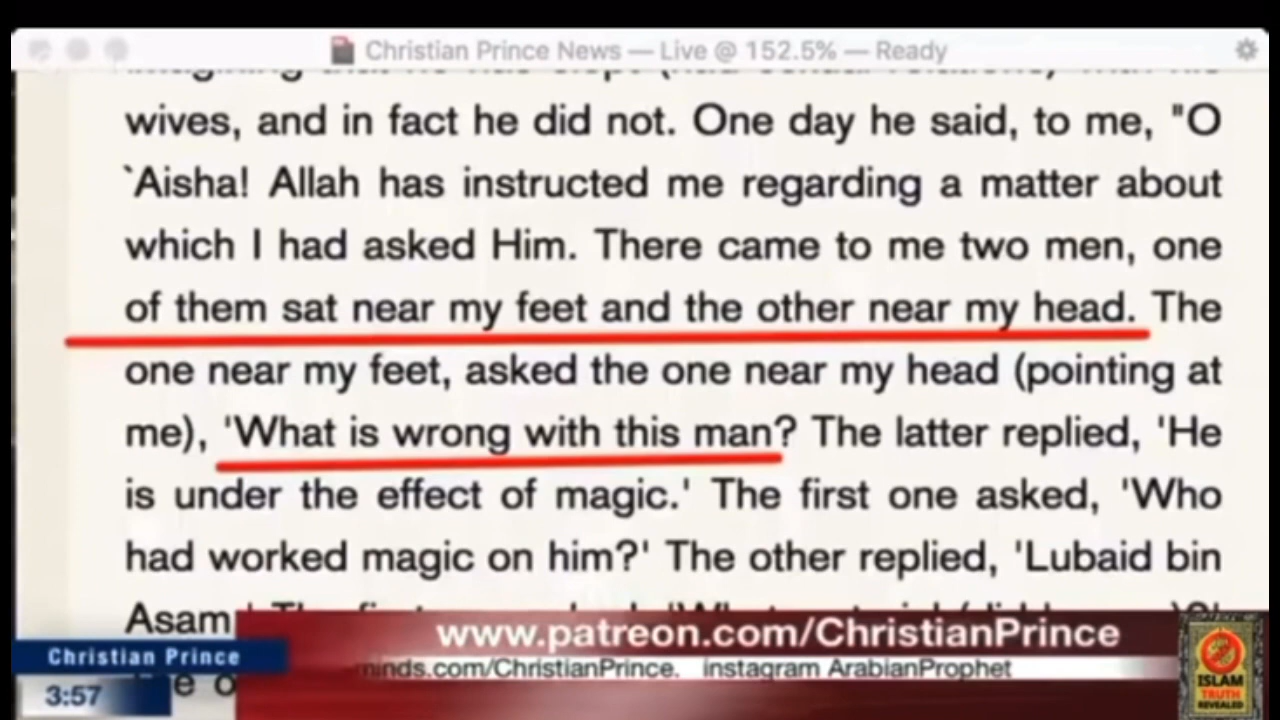 Christian Prince News — Live @ 152.5% — Ready
wives, and in fact he did not. One day he said, to me, "O
`Aisha! Allah has instructed me regarding a matter about
which I had asked Him. There came to me two men, one
of them sat near my feet and the other near my head. The
one near my feet, asked the one near my head (pointing at
me), 'What is wrong with this man? The latter replied, 'He
is under the effect of magic.' The first one asked, 'Who
had worked magic on him?' The other replied, 'Lubaid bin
Asam
www.patreon.com/ChristianPrince
Christian Prince
minds.com/ChristianPrince. instagram ArabianProphet
3:57
ISLAM
TRUTH
REVEALED